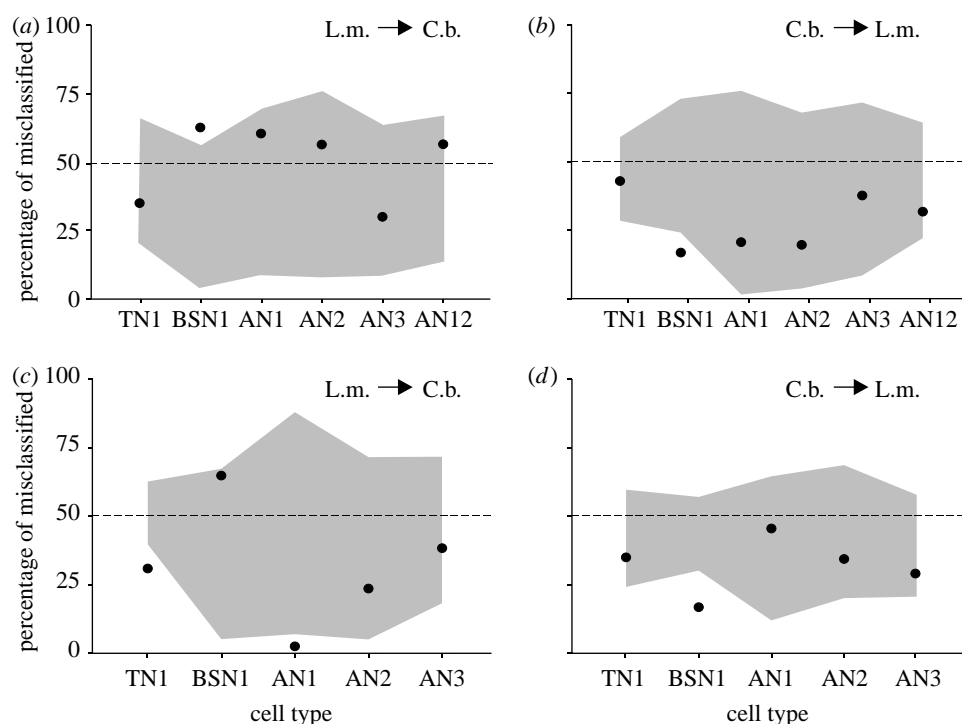 (a)
L.m. → C.b.
percentage of misclassified
100
75
50
25
0
TN1 BSN1 AN1 AN2 AN3 AN12
(b)
C.b. → L.m.
TN1 BSN1 AN1 AN2 AN3 AN12
(c)
L.m. → C.b.
percentage of misclassified
100
75
50
25
0
TN1 BSN1 AN1 AN2 AN3
cell type
(d)
C.b. → L.m.
TN1 BSN1 AN1 AN2 AN3
cell type